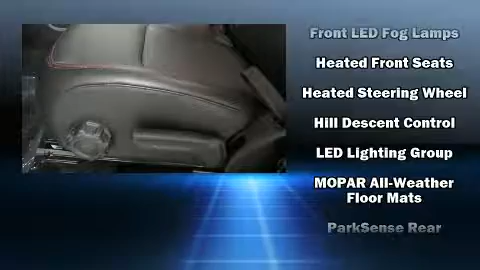 Front LED Fog Lamps
Heated Front Seats
Heated Steering Wheel
Hill Descent Control
LED Lighting Group
MOPAR All-Weather
Floor Mats
ParkSense Rear